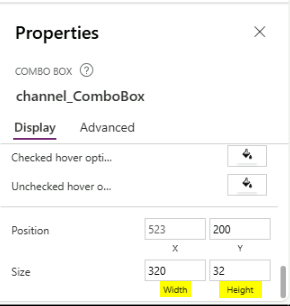 Properties
COMBO BOX ?
channel_ComboBox
Display Advanced
Checked hover opti...
Unchecked hover o...
Position 523 200
X Y
Size 320 32
Width Height